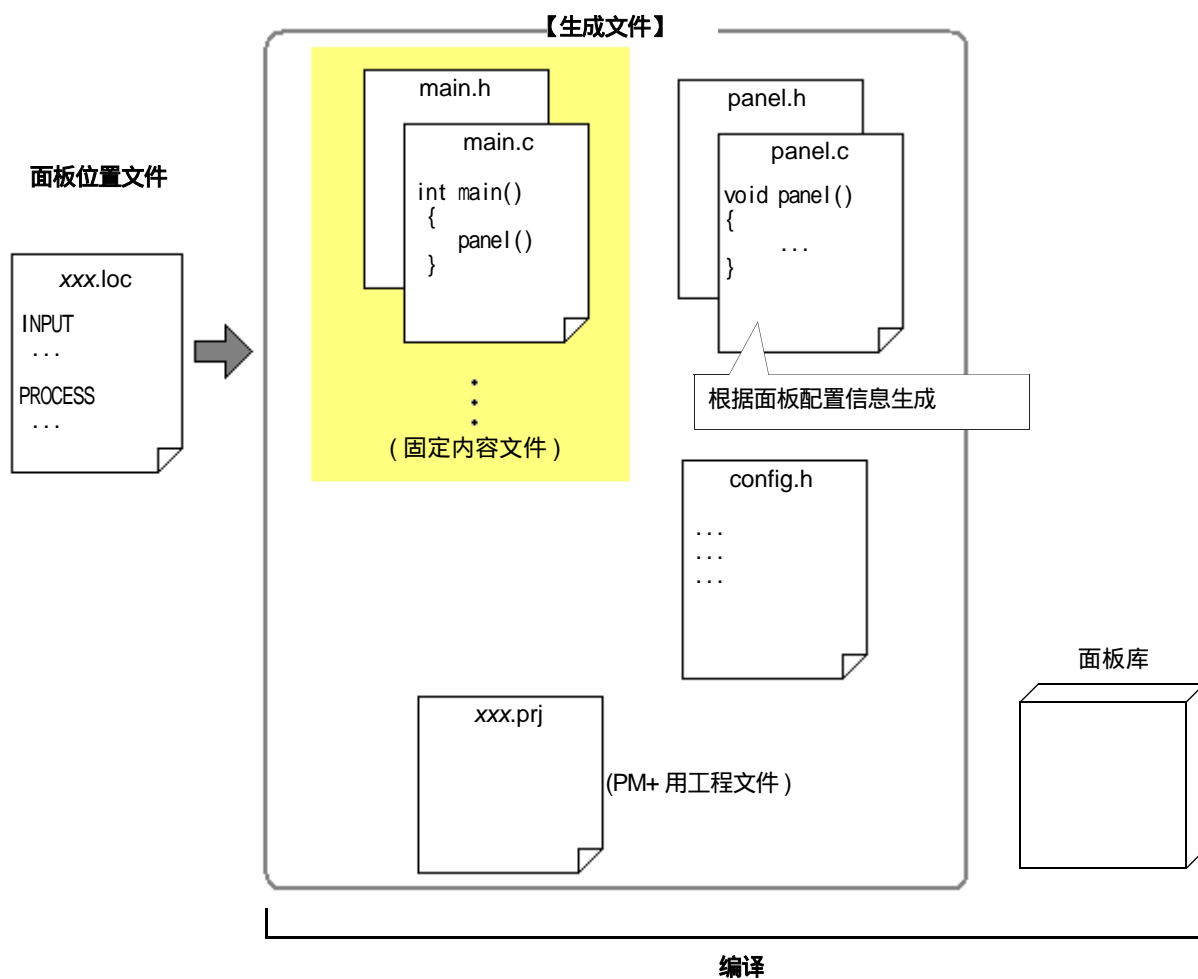 【生成文件】
面板位置文件
xxx.loc
INPUT
...
PROCESS
...
main.h
main.c
int main()
{
panel()
}
(固定内容文件)
panel.h
panel.c
void panel()
{
...
}
根据面板配置信息生成
config.h
...
...
...
xxx.prj
(PM+ 用工程文件)
面板库
编译